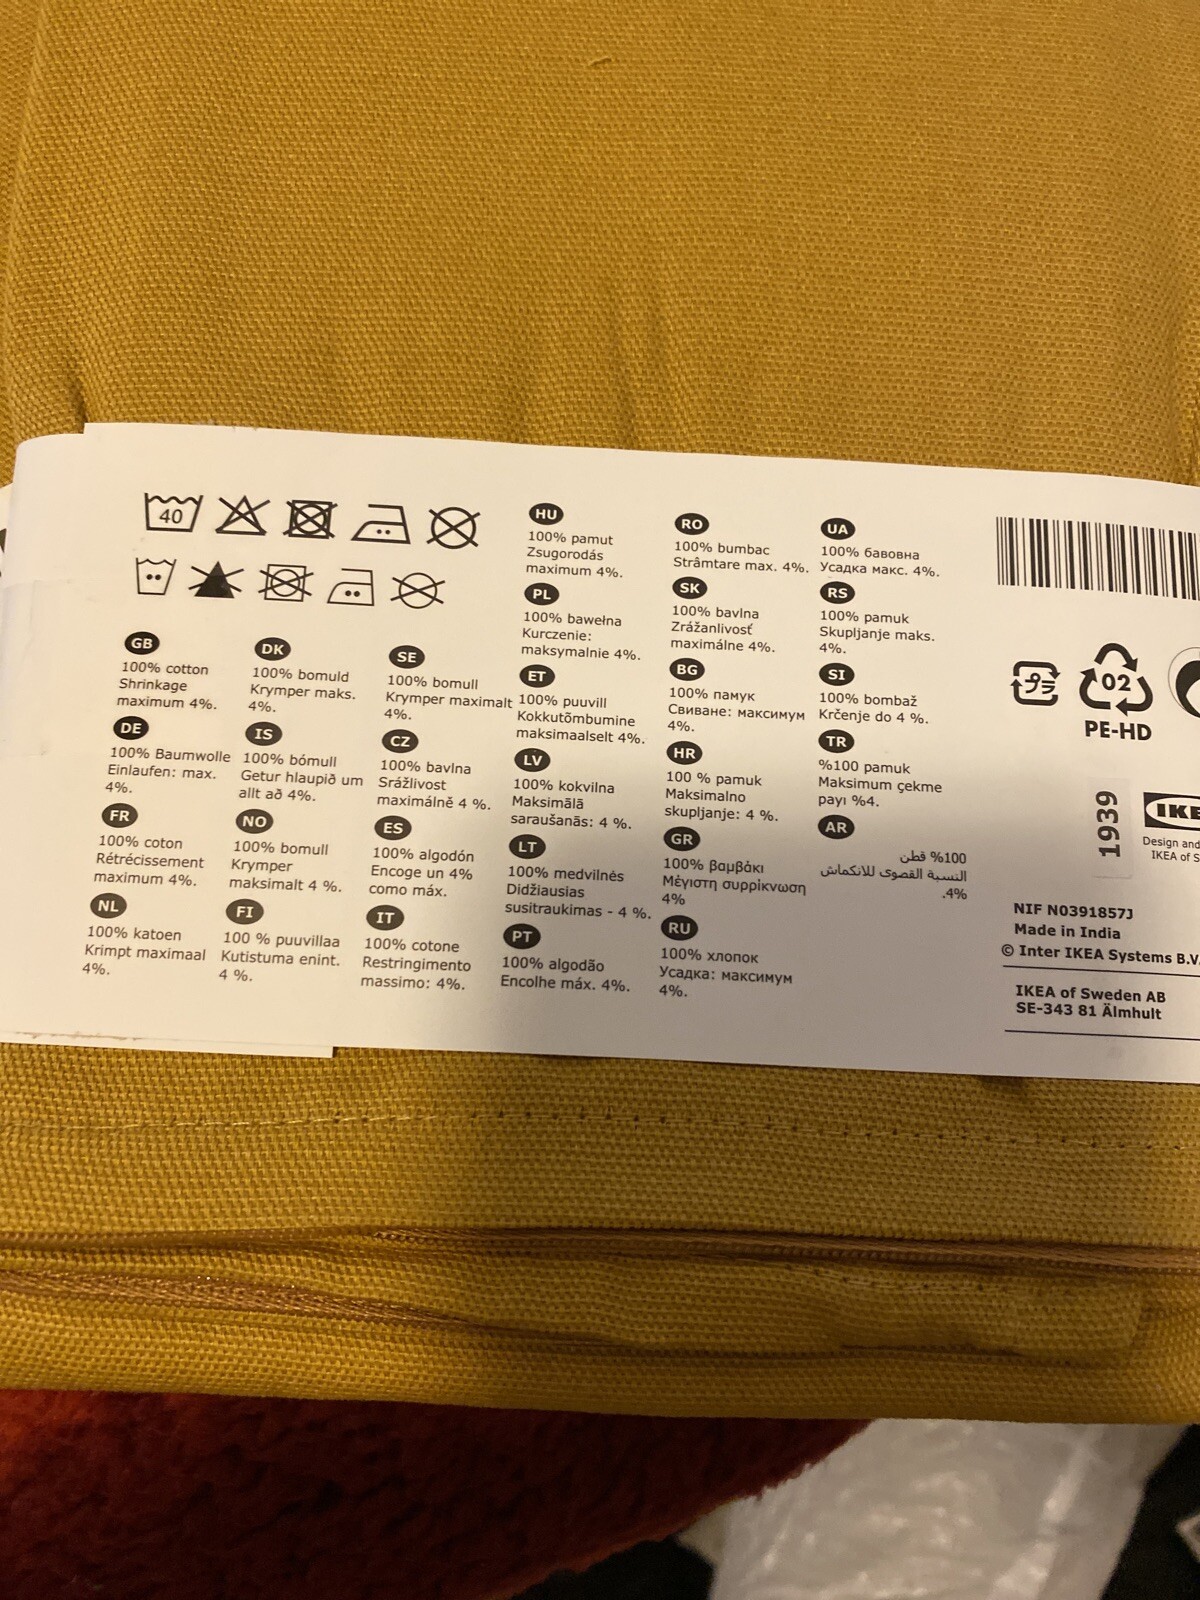 40
GB
100% cotton
Shrinkage
maximum 4%.
DE
100% Baumwolle
Einlaufen: max.
4%.
FR
100% coton
Rétrécissement
maximum 4%.
NL
100% katoen
Krimpt maximaal
4%.
DK
100% bomuld
Krymper maks.
4%.
IS
100% bómull
Getur hlaupið um
allt að 4%.
NO
100% bomull
Krymper
maksimalt 4 %.
FI
100 % puuvillaa
Kutistuma enint.
4 %.
SE
100% bomull
Krymper maximalt
4%.
CZ
100% bavlna
Srážlivost
maximálně 4 %.
ES
100% algodón
Encoge un 4%
como máx.
IT
100% cotone
Restringimento
massimo: 4%.
HU
100% pamut
Zsugorodás
maximum 4%.
PL
100% bawełna
Kurczenie:
maksymalnie 4%.
ET
100% puuvill
Kokkutõmbumine
maksimaalselt 4%.
LV
100% kokvilna
Maksimālā
saraušanās: 4 %.
LT
100% medvilnės
Didžiausias
susitraukimas - 4 %.
PT
100% algodão
Encolhe máx. 4%.
RO
100% bumbac
Strâmtare max. 4%.
SK
100% bavlna
Zrážanlivosť
maximálne 4%.
BG
100% памук
Свиване: максимум
4%.
HR
100 % pamuk
Maksimalno
skupljanje: 4 %.
GR
100% βαμβάκι
Μέγιστη συρρίκνωση
4%
RU
100% хлопок
Усадка: максимум
4%.
UA
100% бавовна
Усадка макс. 4%.
RS
100% pamuk
Skupljanje maks.
4%.
SI
100% bombaž
Krčenje do 4 %.
TR
%100 pamuk
Maksimum çekme
payı %4.
AR
100% قطن
النسبة القصوى للانكماش
4%.
プラ
02
PE-HD
1939
IKE
Design and
IKEA of S
NIF N0391857J
Made in India
© Inter IKEA Systems B.V.
IKEA of Sweden AB
SE-343 81 Älmhult